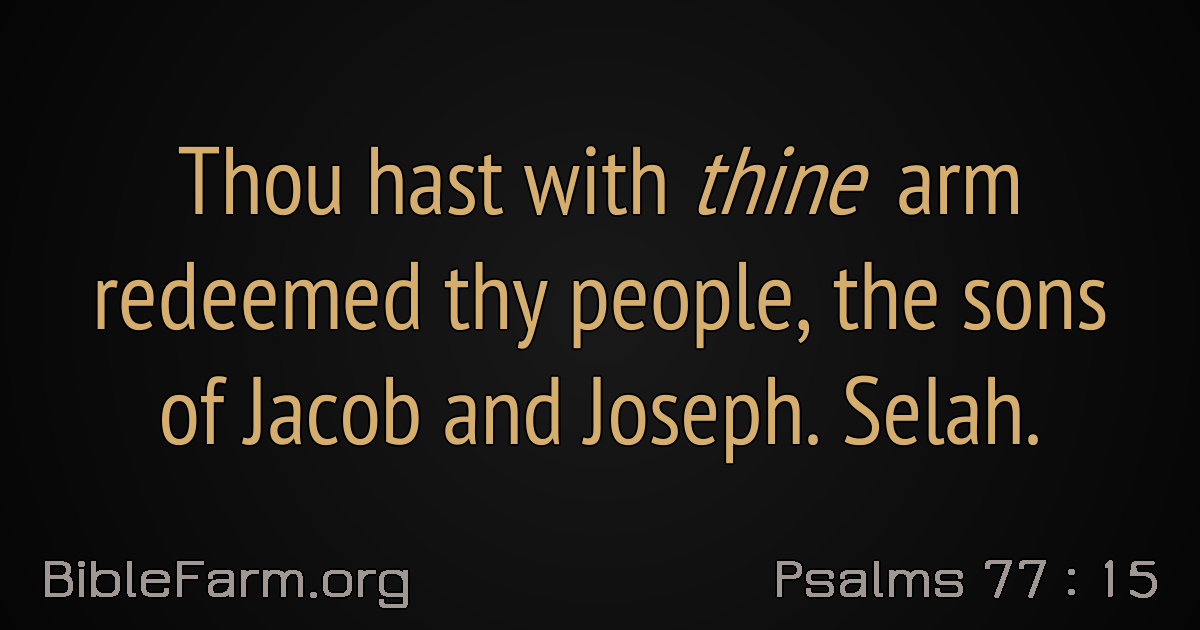 Thou hast with thine arm
redeemed thy people, the sons
of Jacob and Joseph. Selah.
BibleFarm.org
Psalms 77 : 15